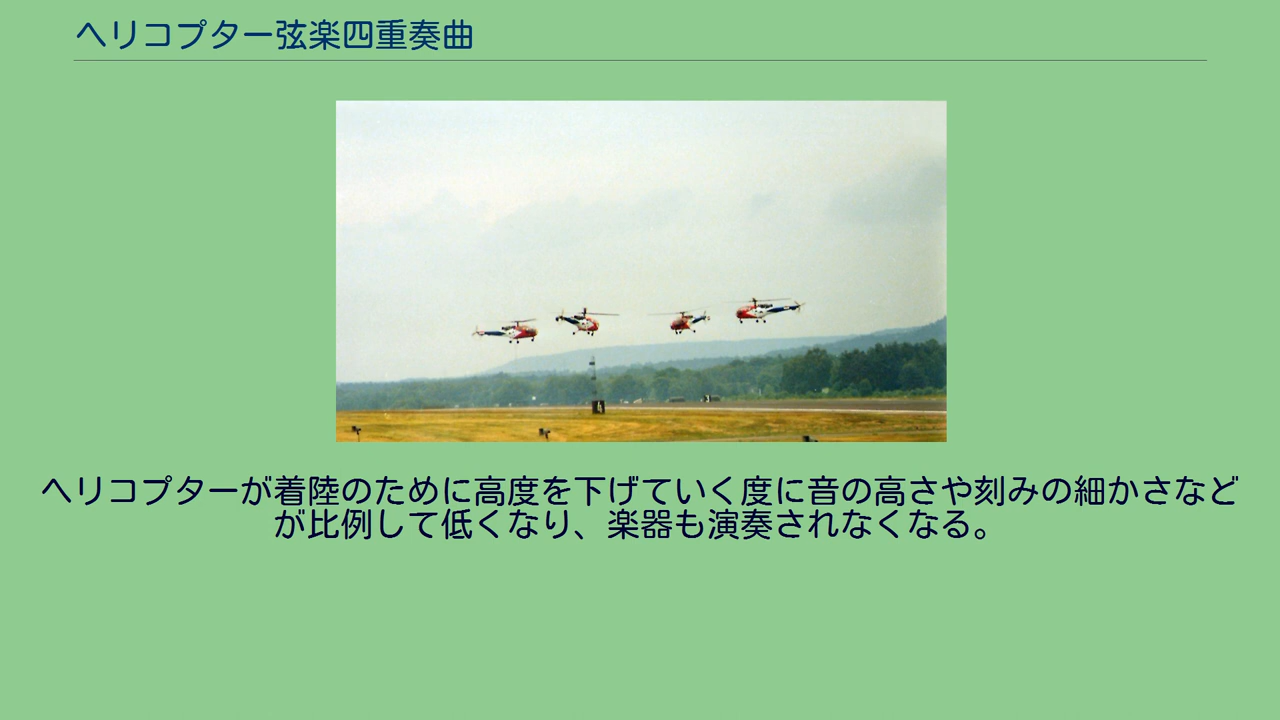 ヘリコプター弦楽四重奏曲
ヘリコプターが着陸のために高度を下げていく度に音の高さや刻みの細かさなど
が比例して低くなり、楽器も演奏されなくなる。